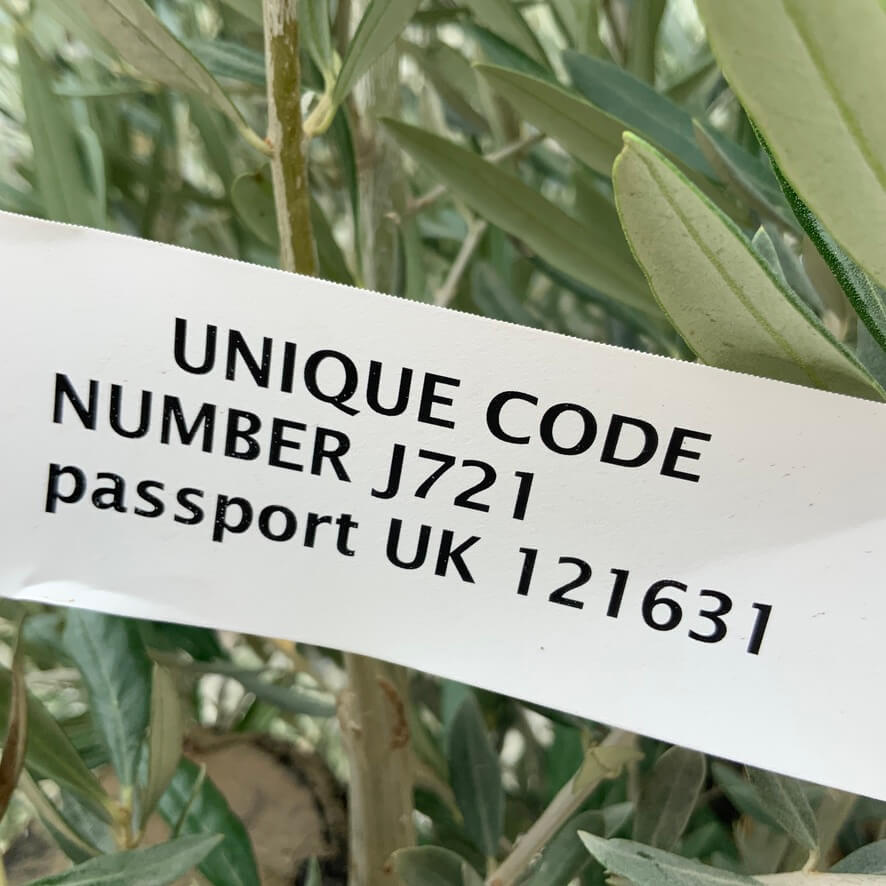 UNIQUE CODE
NUMBER J721
passport UK 121631